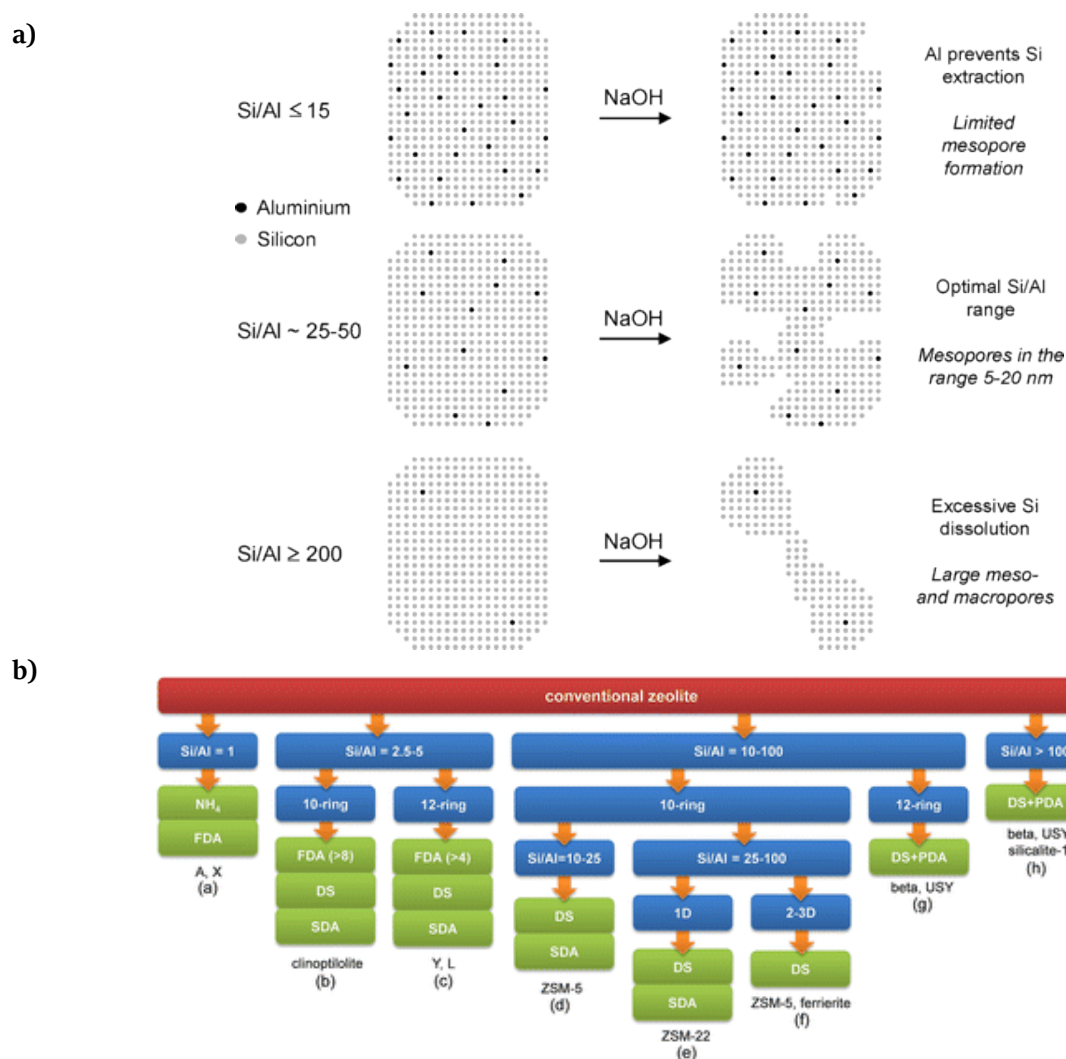 a)
Si/Al ≤ 15
NaOH
Al prevents Si
extraction
Limited
mesopore
formation
Aluminium
Silicon
Si/Al ~ 25-50
NaOH
Optimal Si/Al
range
Mesopores in the
range 5-20 nm
Si/Al ≥ 200
NaOH
Excessive Si
dissolution
Large meso-
and macropores
b)
conventional zeolite
Si/Al = 1
Si/Al = 2.5-5
Si/Al = 10-100
Si/Al > 100
NH₄
FDA
A, X
(a)
10-ring
FDA (>8)
DS
SDA
clinoptilolite
(b)
12-ring
FDA (>4)
DS
SDA
Y, L
(c)
10-ring
Si/Al=10-25
DS
SDA
ZSM-5
(d)
Si/Al = 25-100
1D
DS
SDA
ZSM-22
(e)
2-3D
DS
ZSM-5, ferrierite
(f)
12-ring
DS+PDA
beta, USY
(g)
DS+PDA
beta, USY
silicalite-1
(h)